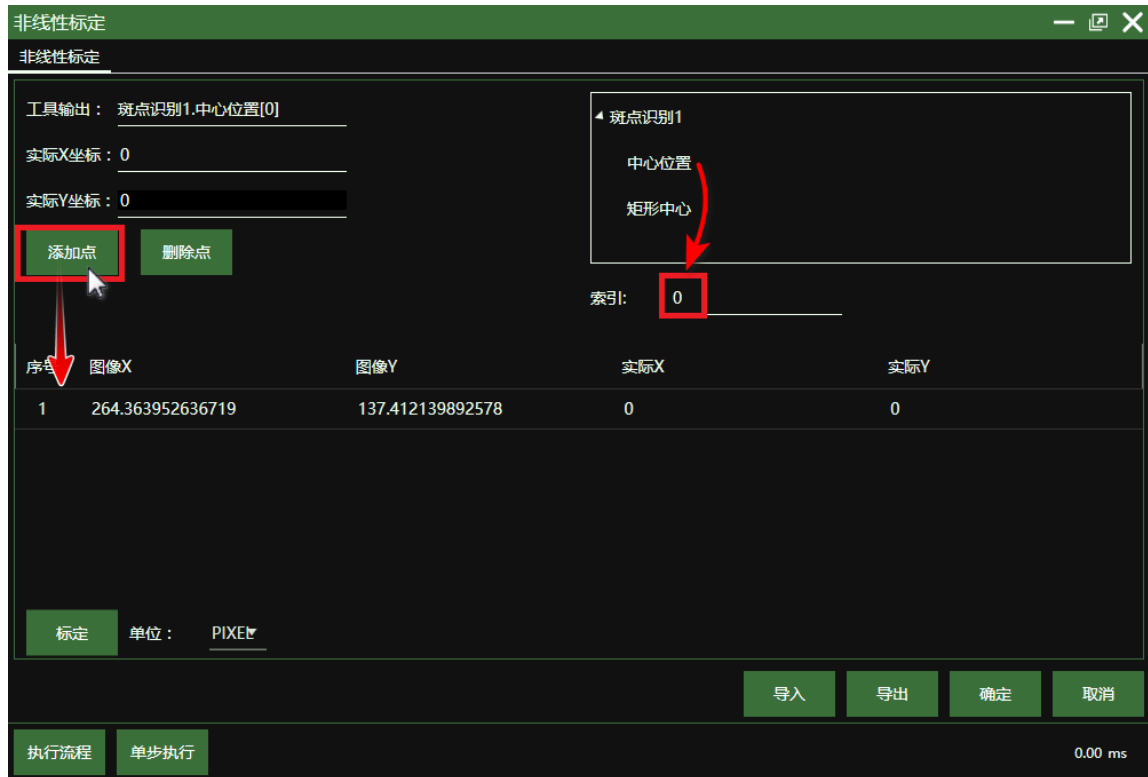 非线性标定
非线性标定
工具输出： 斑点识别1.中心位置[0]
实际X坐标：0
实际Y坐标：0
添加点 删除点
斑点识别1
中心位置
矩形中心
索引: 0
序号 图像X 图像Y 实际X 实际Y
1 264.363952636719 137.412139892578 0 0
标定 单位： PIXEL
导入 导出 确定 取消
执行流程 单步执行 0.00 ms